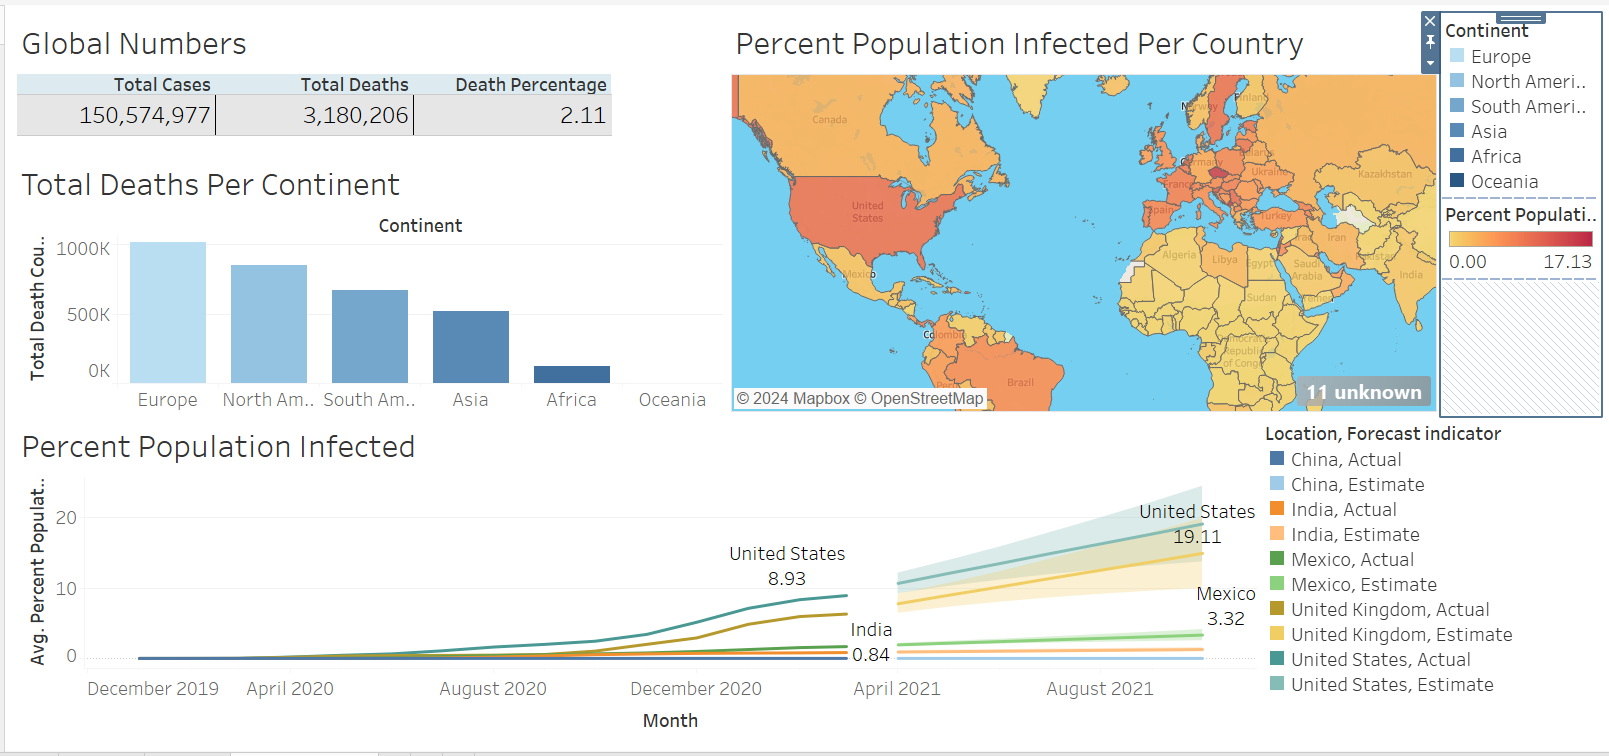 Global Numbers
Total Cases Total Deaths Death Percentage
150,574,977 3,180,206 2.11
Total Deaths Per Continent
Continent
Total Death Cou..
1000K
500K
0K
Europe North Am.. South Am.. Asia Africa Oceania
Percent Population Infected Per Country
Canada
United
States
Mexico
Colombia
Peru
Brazil
Norway
Finland
Belarus
Germany
Ukraine
France
Spain
Turkey
Kazakhstan
Iraq
Iran
Pakistan
India
Algeria
Libya
Egypt
Saudi
Arabia
Sudan
Yemen
Democratic
Republic
of Congo
© 2024 Mapbox © OpenStreetMap
11 unknown
Continent
Europe
North Ameri..
South Ameri..
Asia
Africa
Oceania
Percent Populati..
0.00 17.13
Percent Population Infected
Avg. Percent Populat..
20
10
0
United States
8.93
India
0.84
United States
19.11
Mexico
3.32
December 2019 April 2020 August 2020 December 2020 April 2021 August 2021
Month
Location, Forecast indicator
China, Actual
China, Estimate
India, Actual
India, Estimate
Mexico, Actual
Mexico, Estimate
United Kingdom, Actual
United Kingdom, Estimate
United States, Actual
United States, Estimate